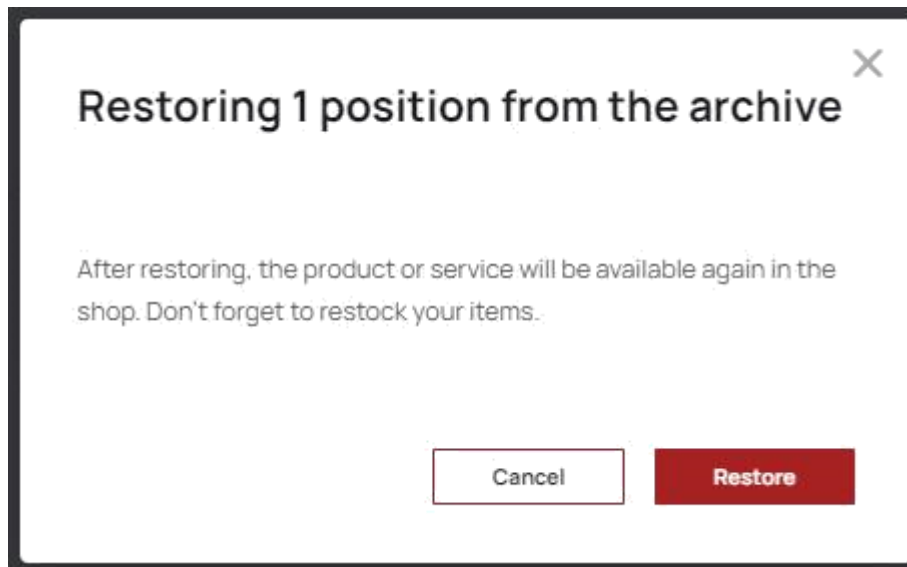 Restoring 1 position from the archive
After restoring, the product or service will be available again in the
shop. Don't forget to restock your items.
Cancel
Restore